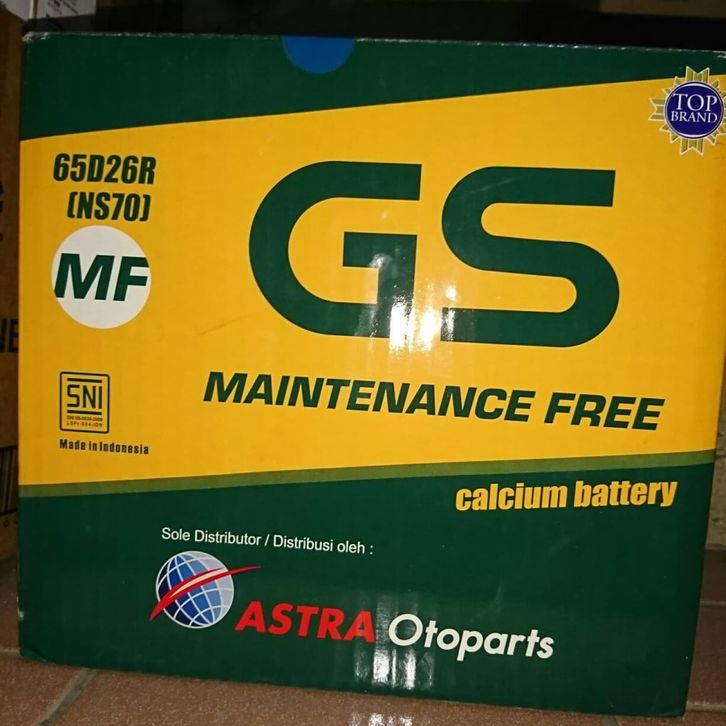 TOP
BRAND
65D26R
(NS70)
GS
MF
MAINTENANCE FREE
SNI
Made in Indonesia
calcium battery
Sole Distributor / Distribusi oleh :
ASTRA Otoparts